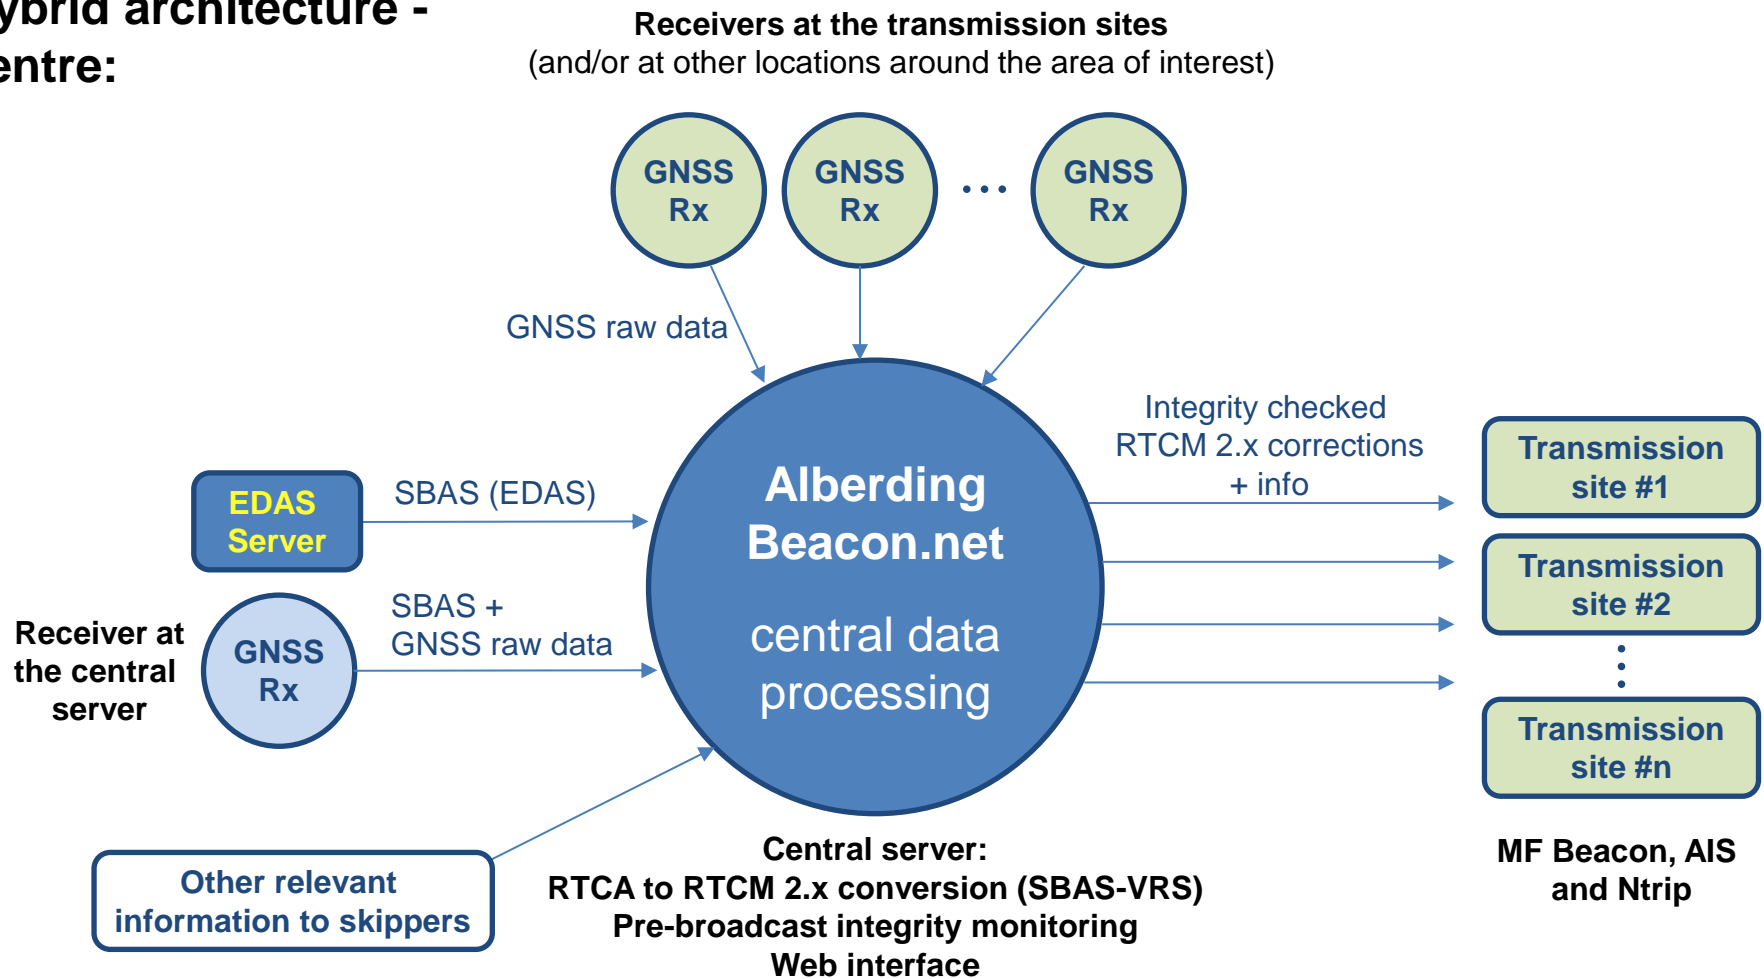 ybrid architecture -
entre:
Receivers at the transmission sites
(and/or at other locations around the area of interest)
GNSS
Rx
GNSS
Rx
...
GNSS
Rx
GNSS raw data
Integrity checked
RTCM 2.x corrections
+ info
EDAS
Server
SBAS (EDAS)
Alberding
Beacon.net
central data
processing
Transmission
site #1
Transmission
site #2
Transmission
site #n
Receiver at
the central
server
GNSS
Rx
SBAS +
GNSS raw data
Other relevant
information to skippers
Central server:
RTCA to RTCM 2.x conversion (SBAS-VRS)
Pre-broadcast integrity monitoring
Web interface
MF Beacon, AIS
and Ntrip